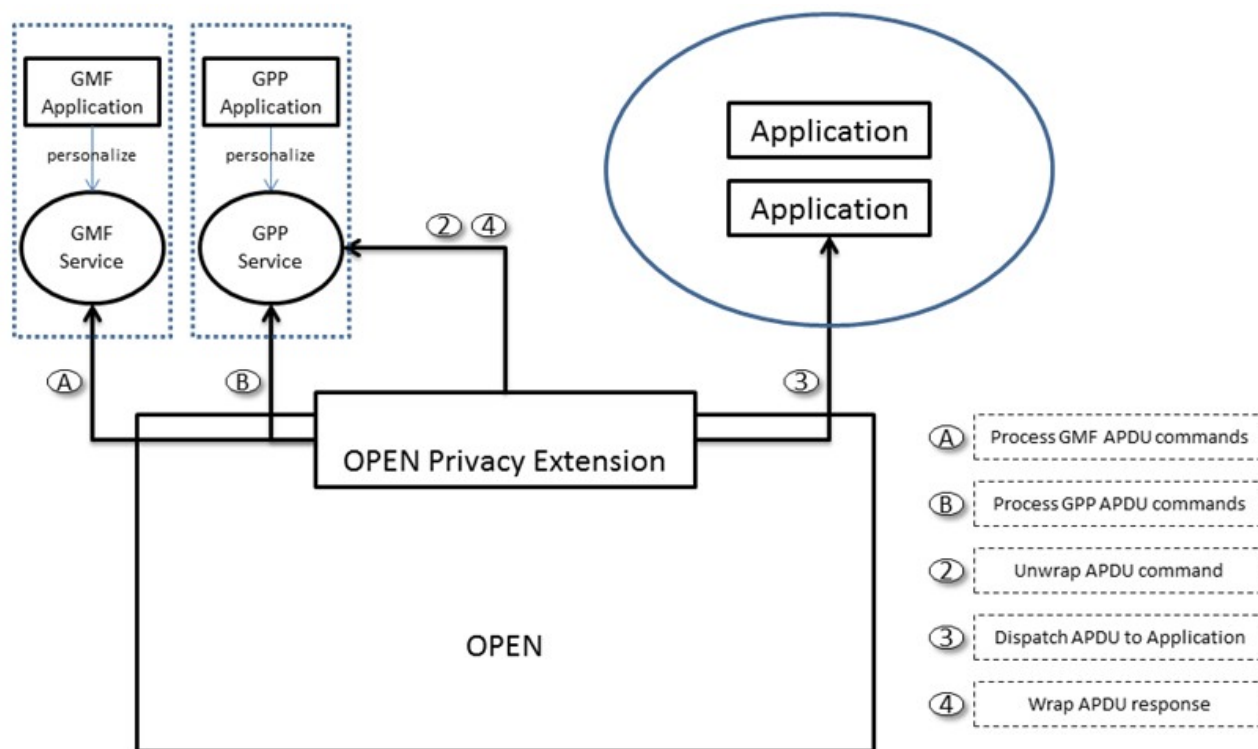 GMF
Application
GPP
Application
personalize
personalize
GMF
Service
GPP
Service
2 4
Application
Application
A
B
3
OPEN Privacy Extension
OPEN
A Process GMF APDU commands
B Process GPP APDU commands
2 Unwrap APDU command
3 Dispatch APDU to Application
4 Wrap APDU response